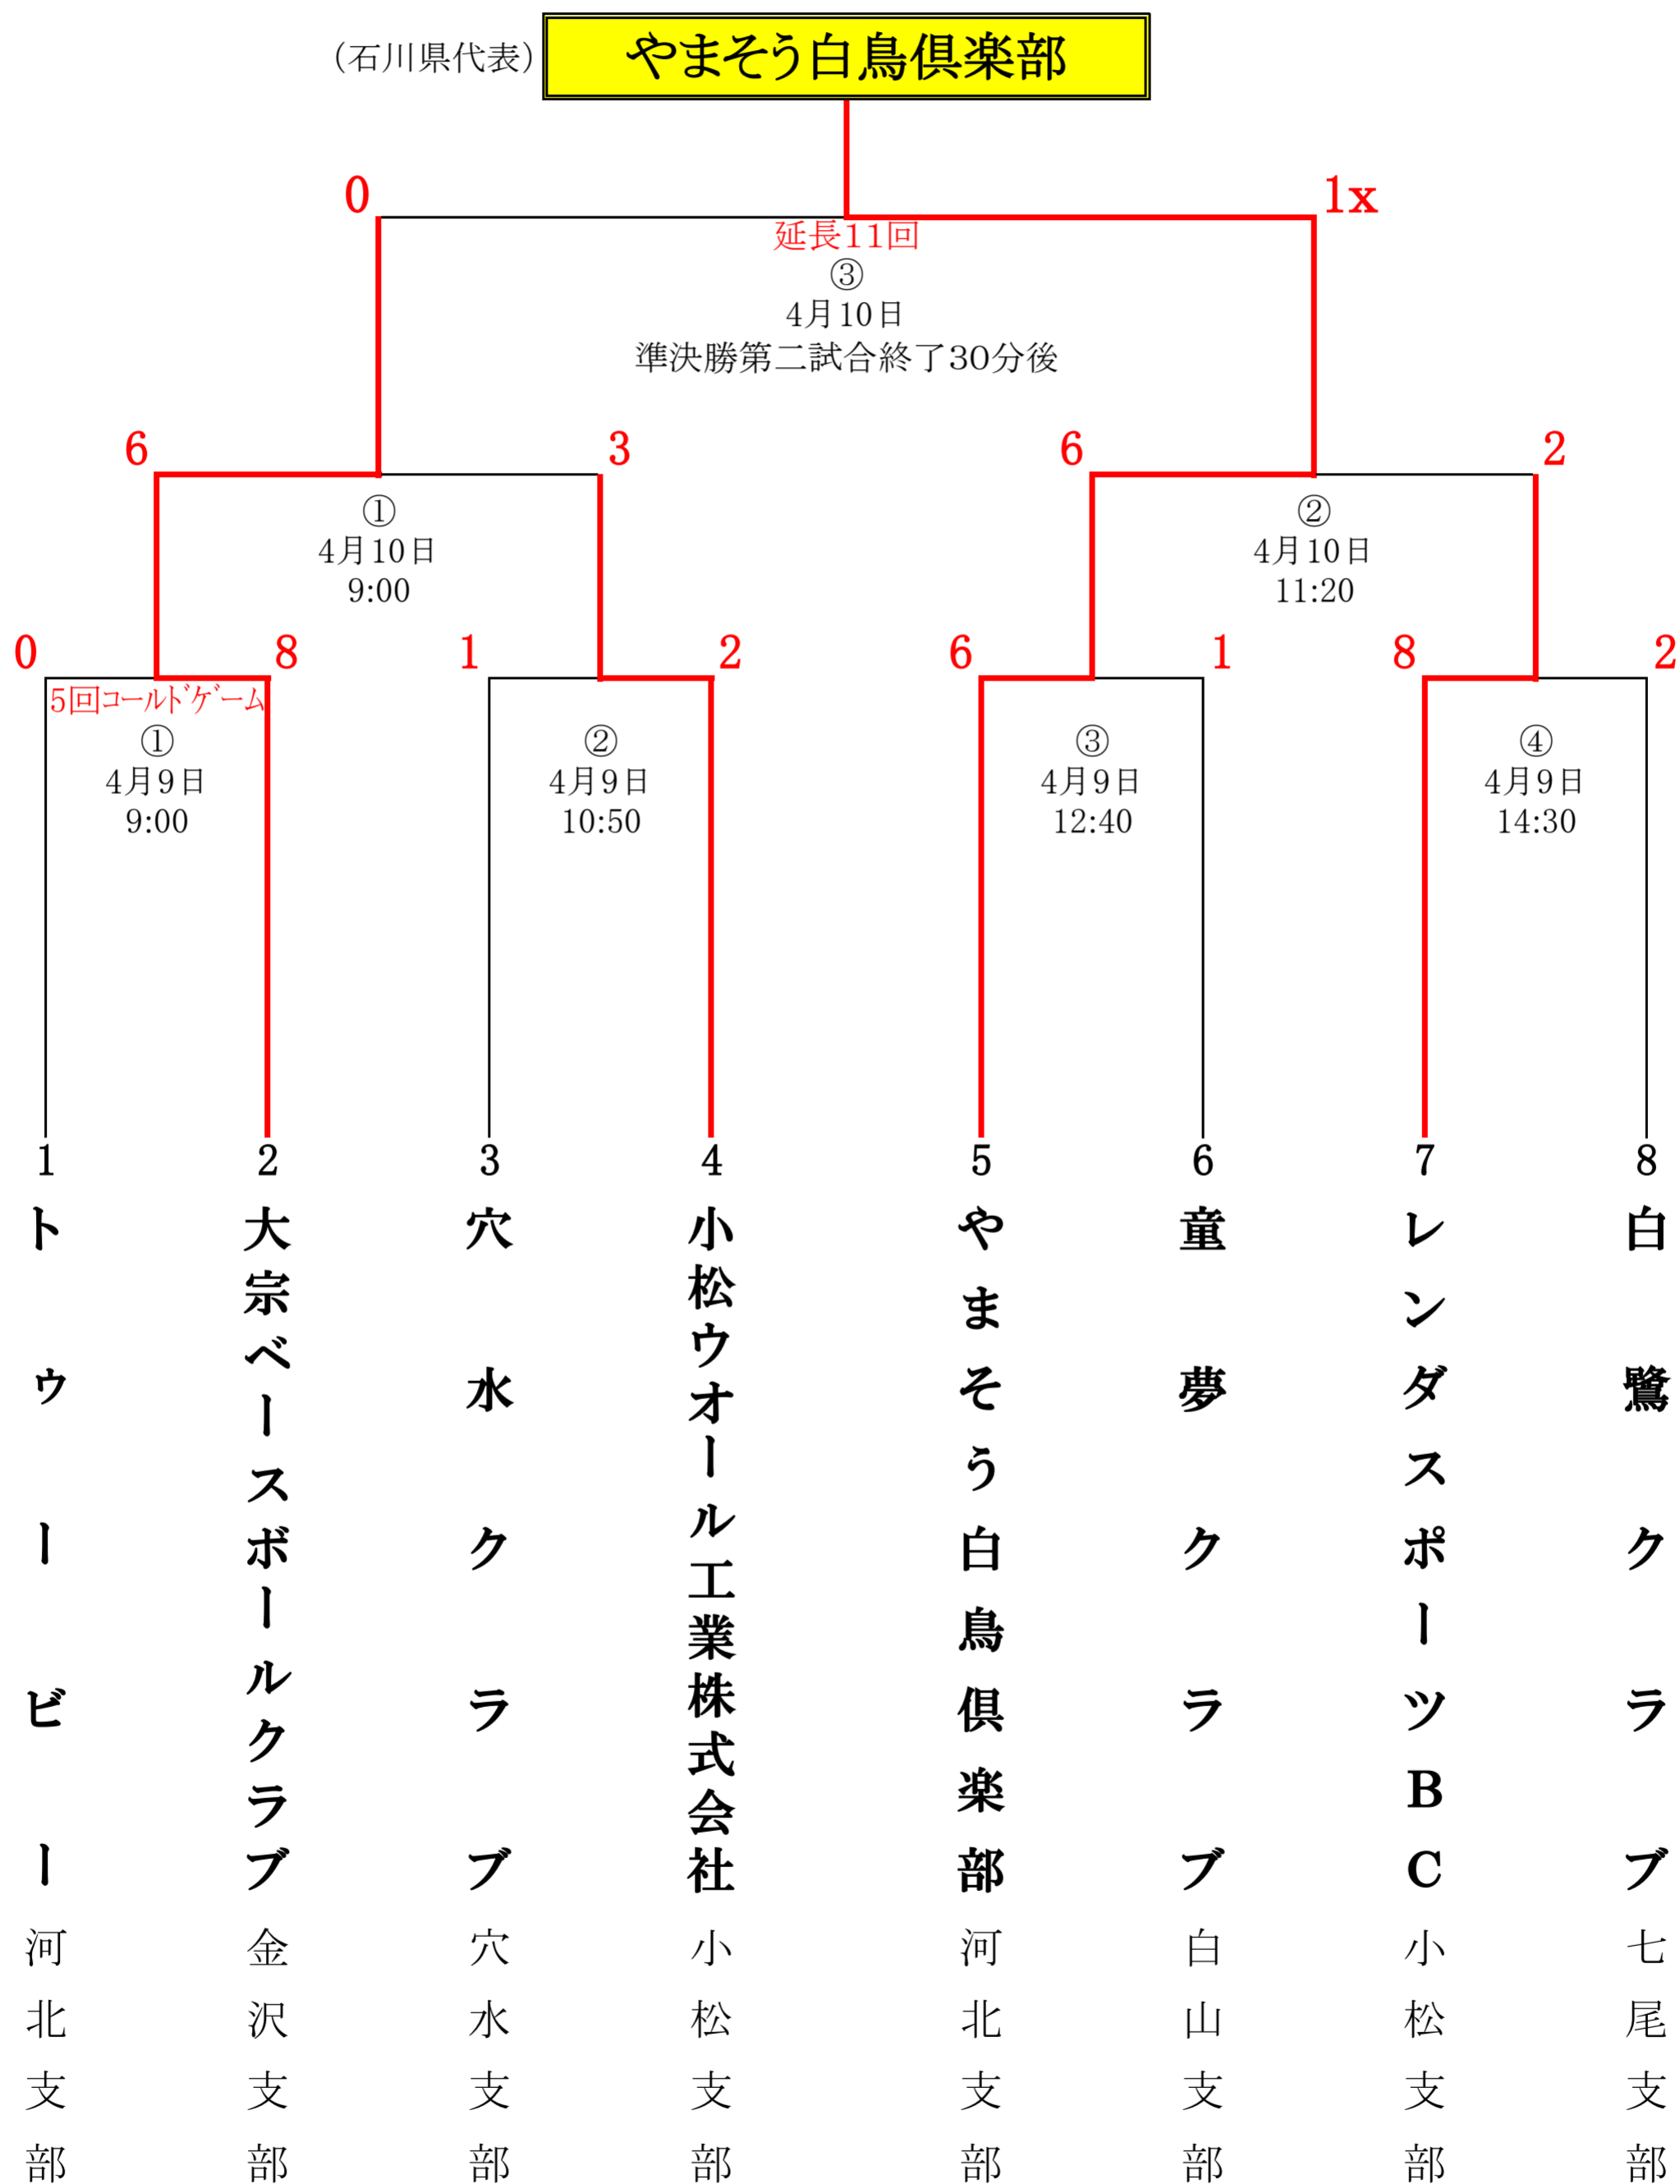 （石川県代表）
やまそう白鳥倶楽部
0
1x
延長11回
③
4月10日
準決勝第二試合終了30分後
6
3
6
2
①
4月10日
9:00
②
4月10日
11:20
0
8
1
2
6
1
8
2
5回ｺｰﾙﾄﾞｹﾞｰﾑ
①
4月9日
9:00
②
4月9日
10:50
③
4月9日
12:40
④
4月9日
14:30
1
2
3
4
5
6
7
8
トゥービー
大宗ベースボールクラブ
穴水クラブ
小松ウオール工業株式会社
やまそう白鳥倶楽部
童夢クラブ
レンダスポーツBC
白鷺クラブ
河北支部
金沢支部
穴水支部
小松支部
河北支部
白山支部
小松支部
七尾支部